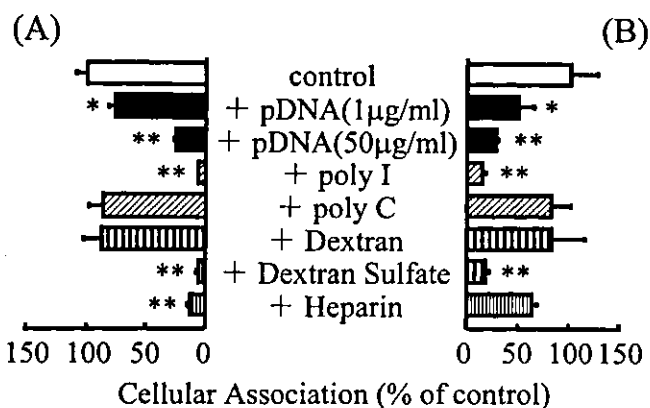 (A) (B)
control
* + pDNA(1μg/ml) *
** + pDNA(50μg/ml) **
** + poly I **
+ poly C
+ Dextran
** + Dextran Sulfate **
** + Heparin
150 100 50 0 0 50 100 150
Cellular Association (% of control)